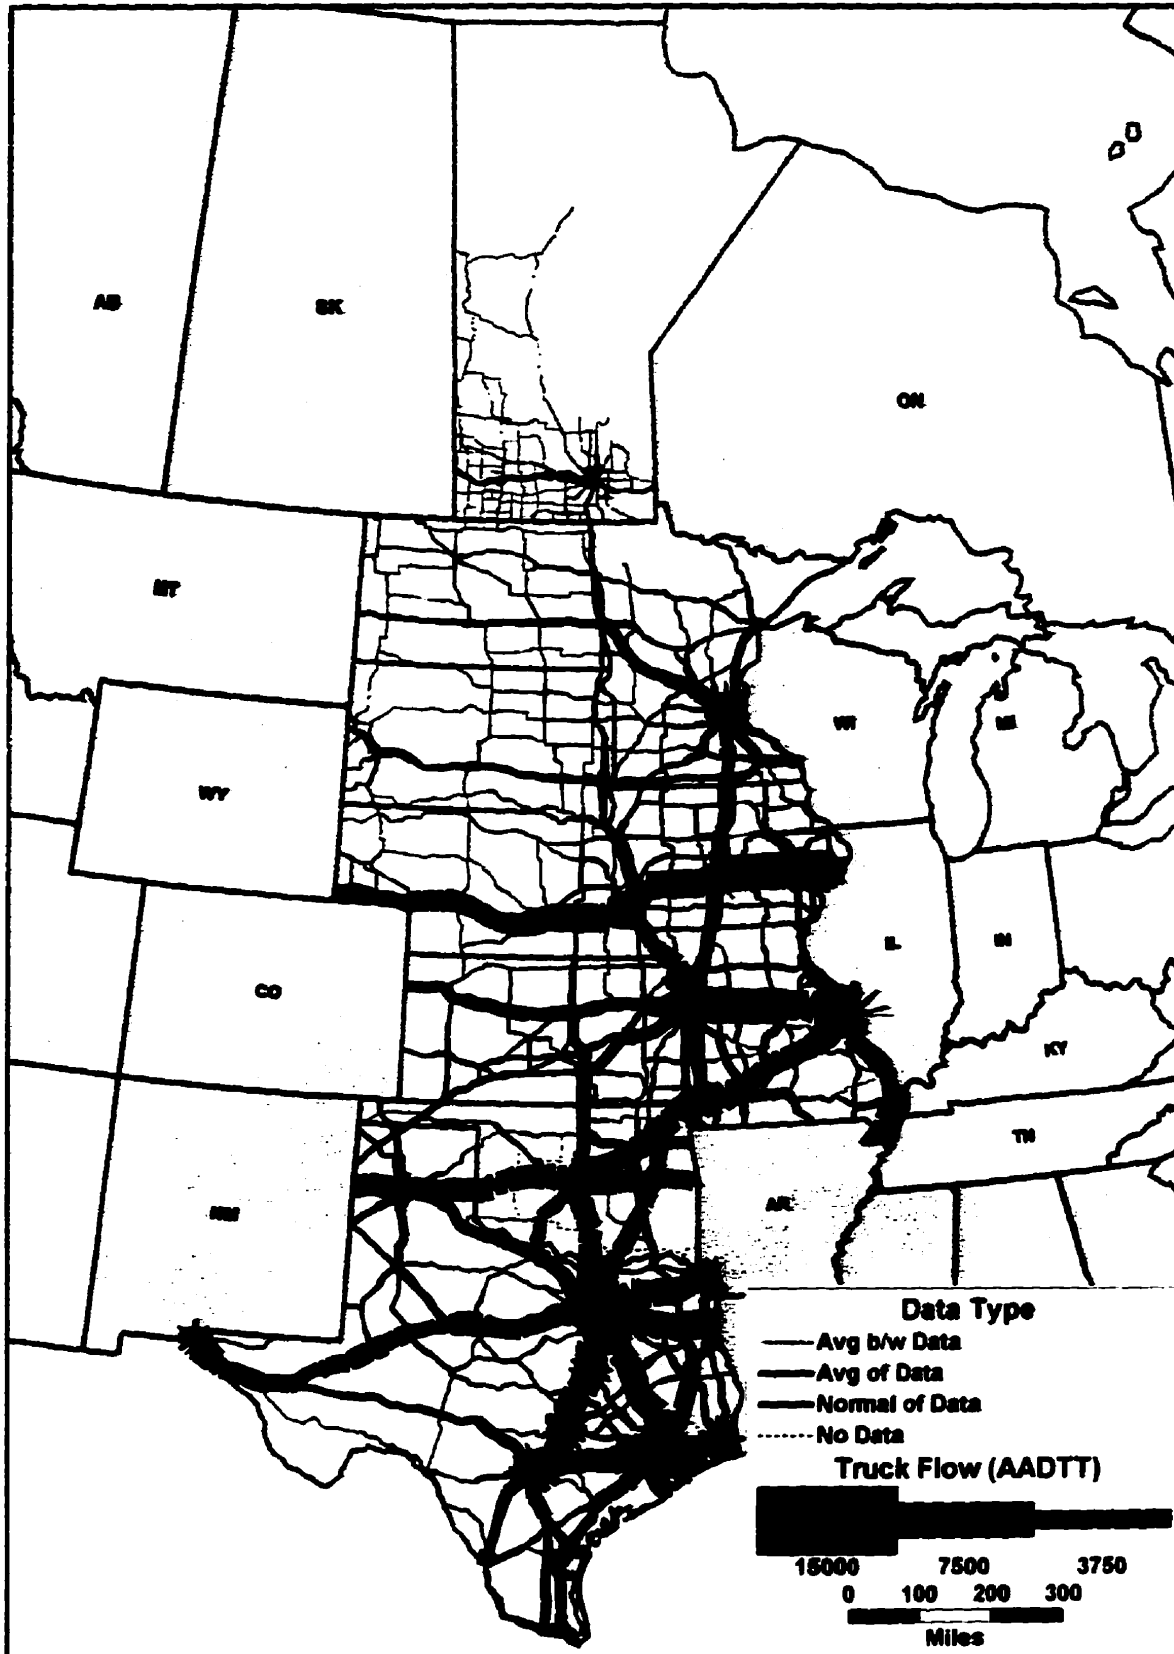 AB
SK
ON
MT
WI
MI
WY
IL
IN
CO
KY
TN
NM
AR
Data Type
Avg b/w Data
Avg of Data
Normal of Data
No Data
Truck Flow (AADTT)
15000 7500 3750
0 100 200 300
Miles